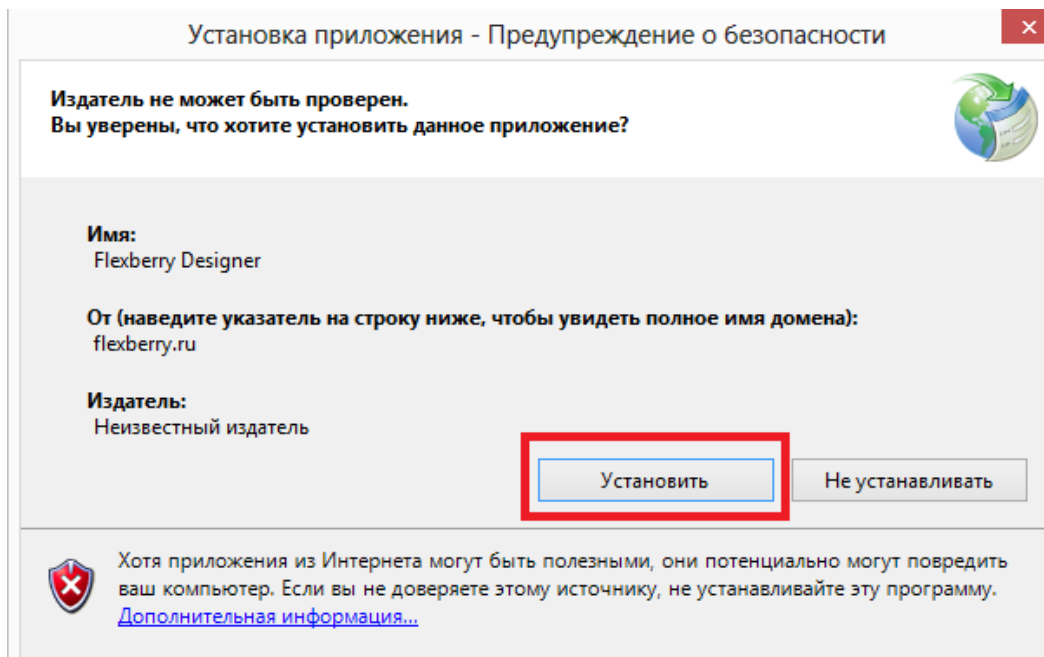 Установка приложения - Предупреждение о безопасности
Издатель не может быть проверен.
Вы уверены, что хотите установить данное приложение?
Имя:
Flexberry Designer
От (наведите указатель на строку ниже, чтобы увидеть полное имя домена):
flexberry.ru
Издатель:
Неизвестный издатель
Установить
Не устанавливать
Хотя приложения из Интернета могут быть полезными, они потенциально могут повредить
ваш компьютер. Если вы не доверяете этому источнику, не устанавливайте эту программу.
Дополнительная информация...